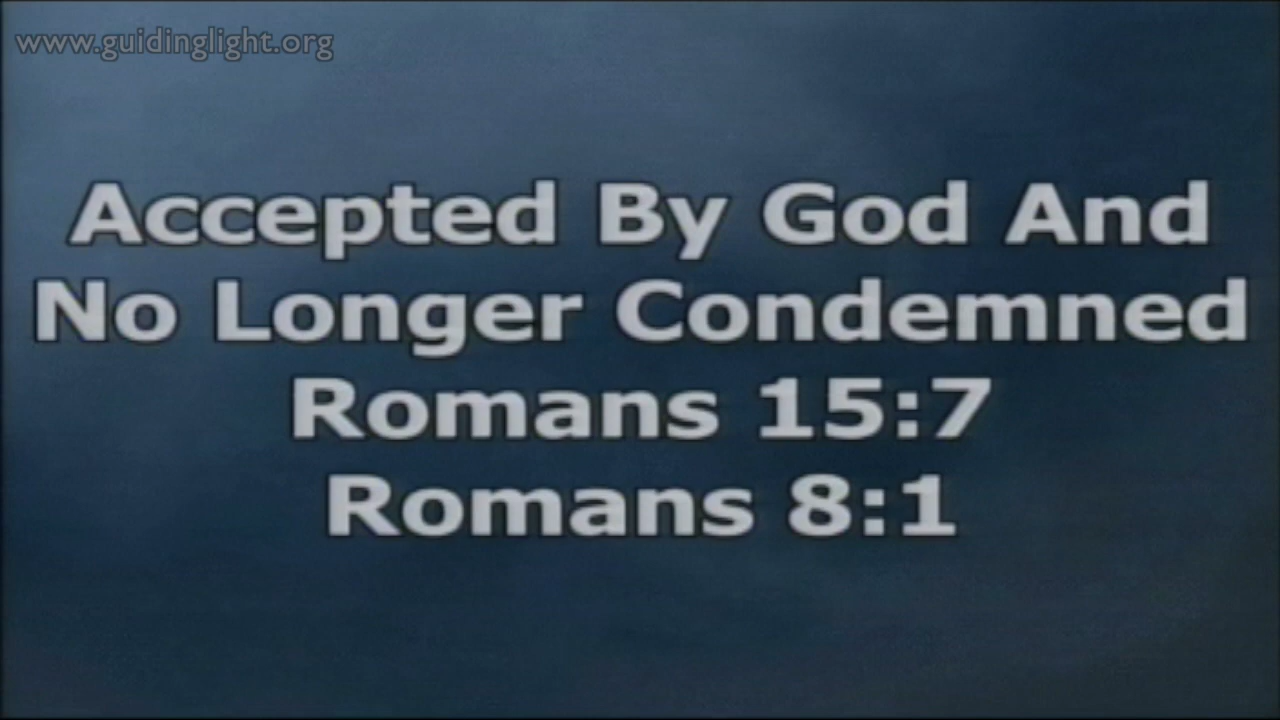 www.guidinglight.org
Accepted By God And
No Longer Condemned
Romans 15:7
Romans 8:1